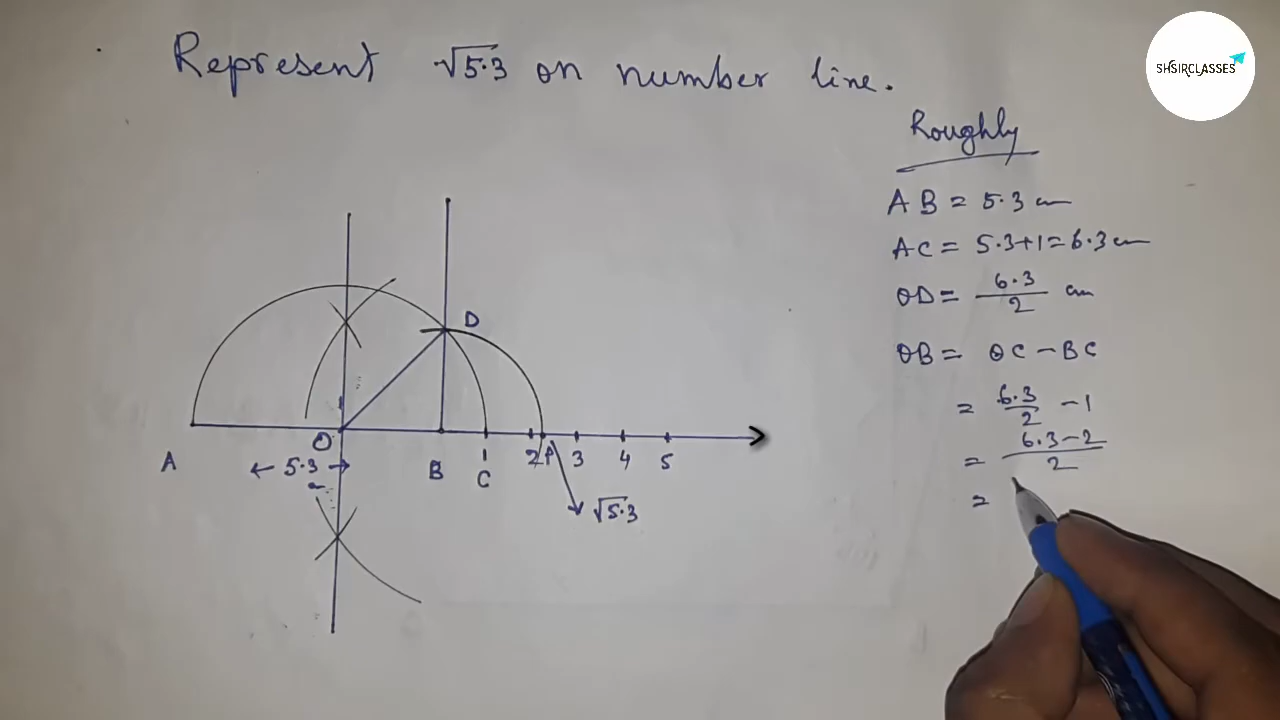 Represent √5.3 on number line.
SHSIRCLASSES
Roughly
AB = 5.3 cm
AC = 5.3+1=6.3 cm
OD = 6.3/2 cm
OB = OC - BC
= 6.3/2 - 1
= 6.3-2/2
=
D
A
O
B
C
1
2
P
3
4
5
← 5.3 →
√5.3